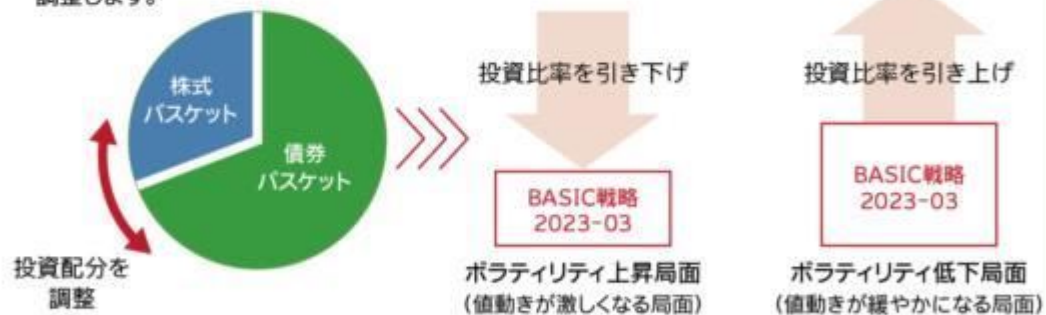 調整します。
株式
バスケット
債券
バスケット
投資配分を
調整
投資比率を引き下げ
BASIC戦略
2023-03
ボラティリティ上昇局面
(値動きが激しくなる局面)
投資比率を引き上げ
BASIC戦略
2023-03
ボラティリティ低下局面
(値動きが緩やかになる局面)